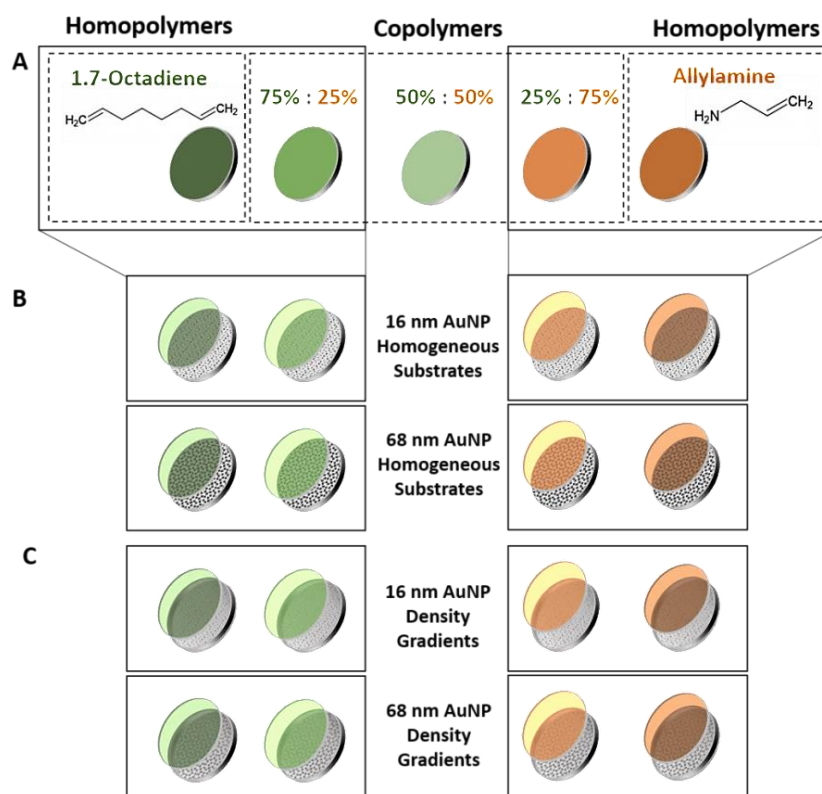 Homopolymers Copolymers Homopolymers
A
1.7-Octadiene
75% : 25%
50% : 50%
25% : 75%
Allylamine
H₂C CH₂
H₂N CH₂
B
16 nm AuNP
Homogeneous
Substrates
68 nm AuNP
Homogeneous
Substrates
C
16 nm AuNP
Density
Gradients
68 nm AuNP
Density
Gradients